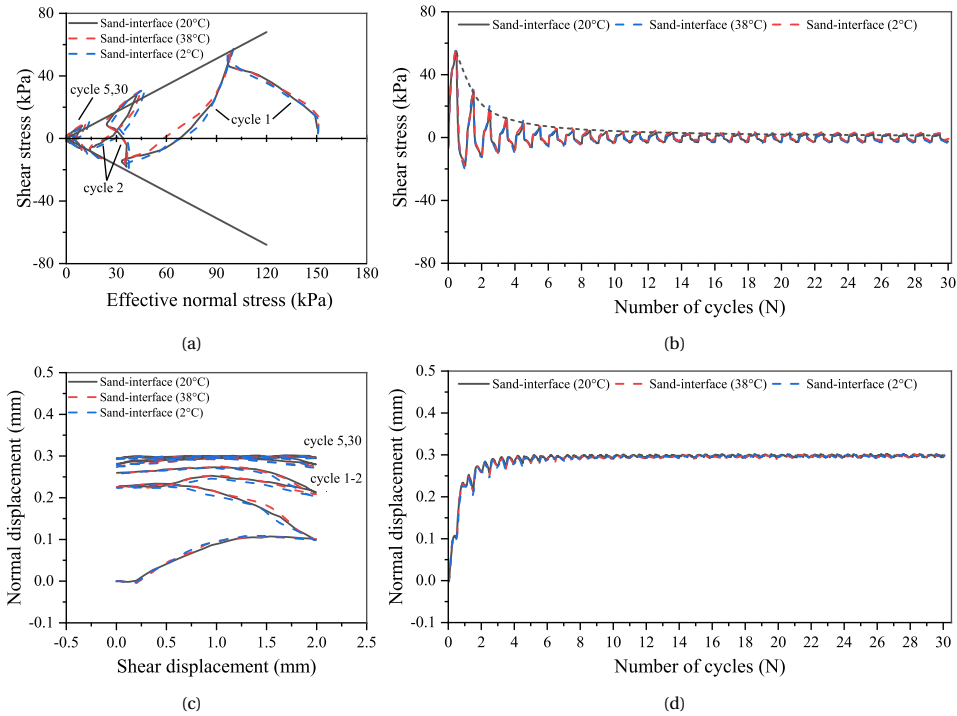 Sand-interface (20°C)
Sand-interface (38°C)
Sand-interface (2°C)
cycle 5,30
cycle 1
cycle 2
80
40
0
-40
-80
Shear stress (kPa)
0 30 60 90 120 150 180
Effective normal stress (kPa)
(a)
Sand-interface (20°C) Sand-interface (38°C) Sand-interface (2°C)
80
40
0
-40
-80
Shear stress (kPa)
0 2 4 6 8 10 12 14 16 18 20 22 24 26 28 30
Number of cycles (N)
(b)
Sand-interface (20°C)
Sand-interface (38°C)
Sand-interface (2°C)
cycle 5,30
cycle 1-2
0.5
0.4
0.3
0.2
0.1
0.0
-0.1
Normal displacement (mm)
-0.5 0.0 0.5 1.0 1.5 2.0 2.5
Shear displacement (mm)
(c)
Sand-interface (20°C) Sand-interface (38°C) Sand-interface (2°C)
0.5
0.4
0.3
0.2
0.1
0.0
-0.1
Normal displacement (mm)
0 2 4 6 8 10 12 14 16 18 20 22 24 26 28 30
Number of cycles (N)
(d)